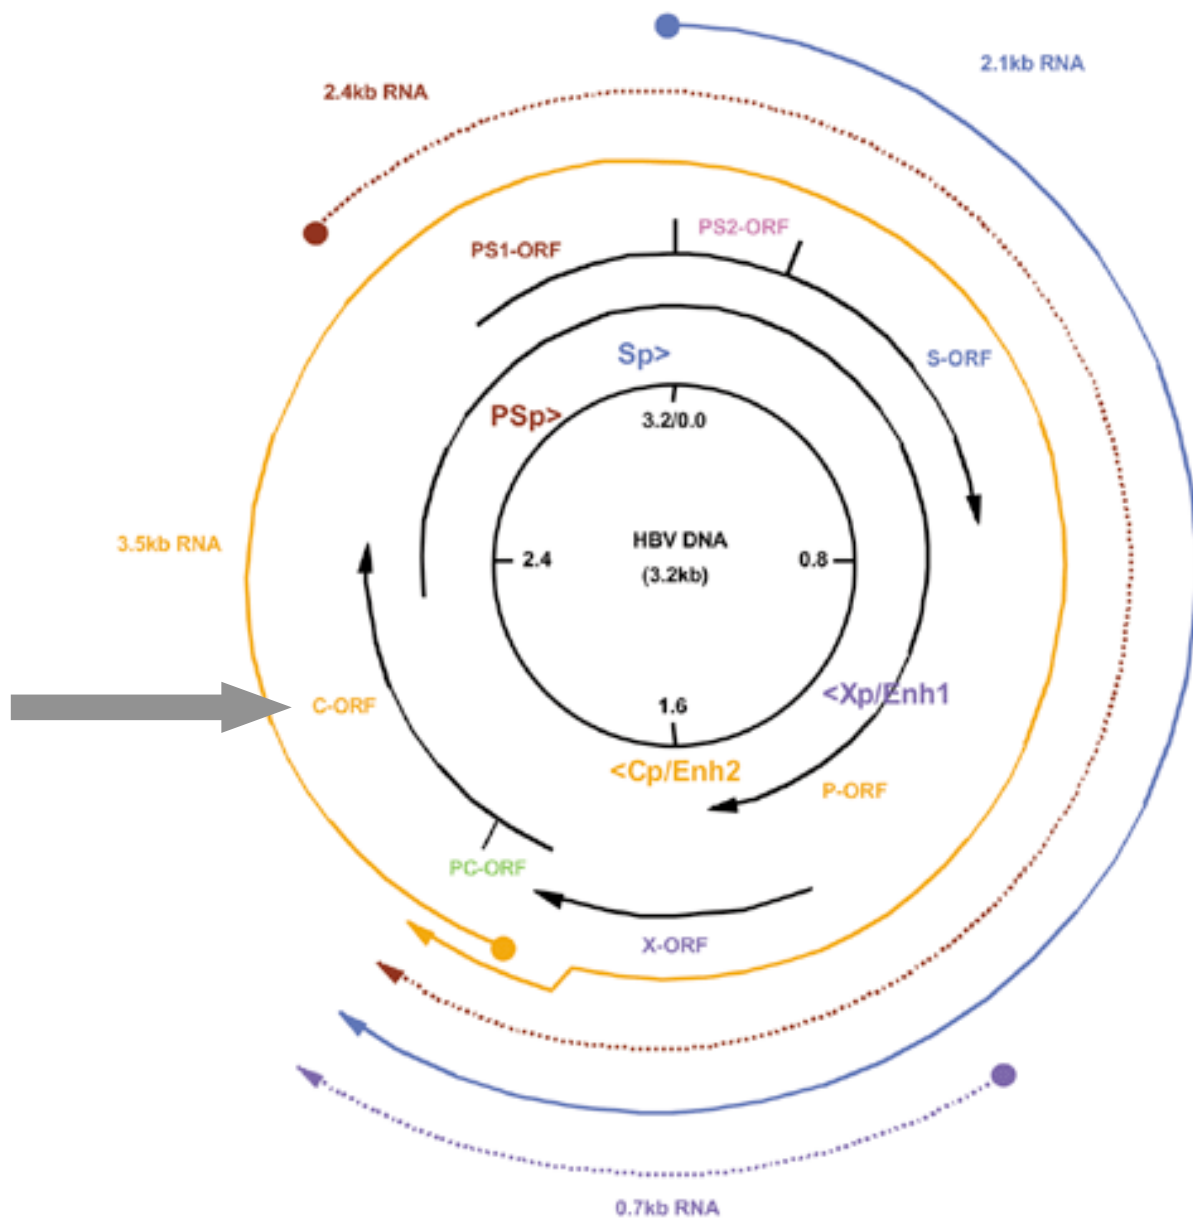 2.1kb RNA
2.4kb RNA
PS2-ORF
PS1-ORF
Sp>
S-ORF
PSp>
3.2/0.0
3.5kb RNA
HBV DNA
(3.2kb)
2.4
0.8
C-ORF
<Xp/Enh1
1.6
<Cp/Enh2
P-ORF
PC-ORF
X-ORF
0.7kb RNA